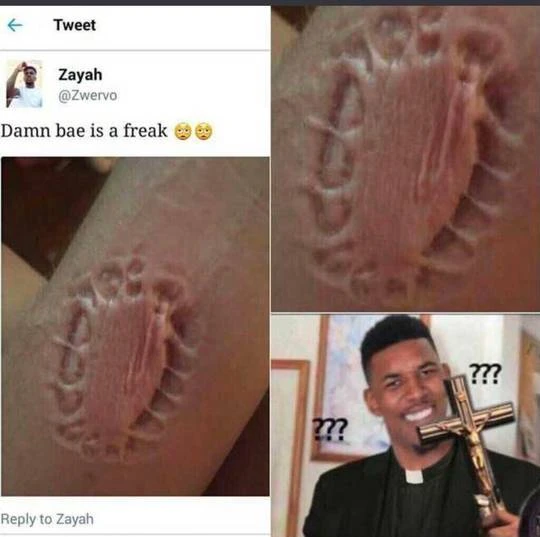 Tweet
Zayah
@Zwervo
Damn bae is a freak 😩😩
Reply to Zayah
???
???